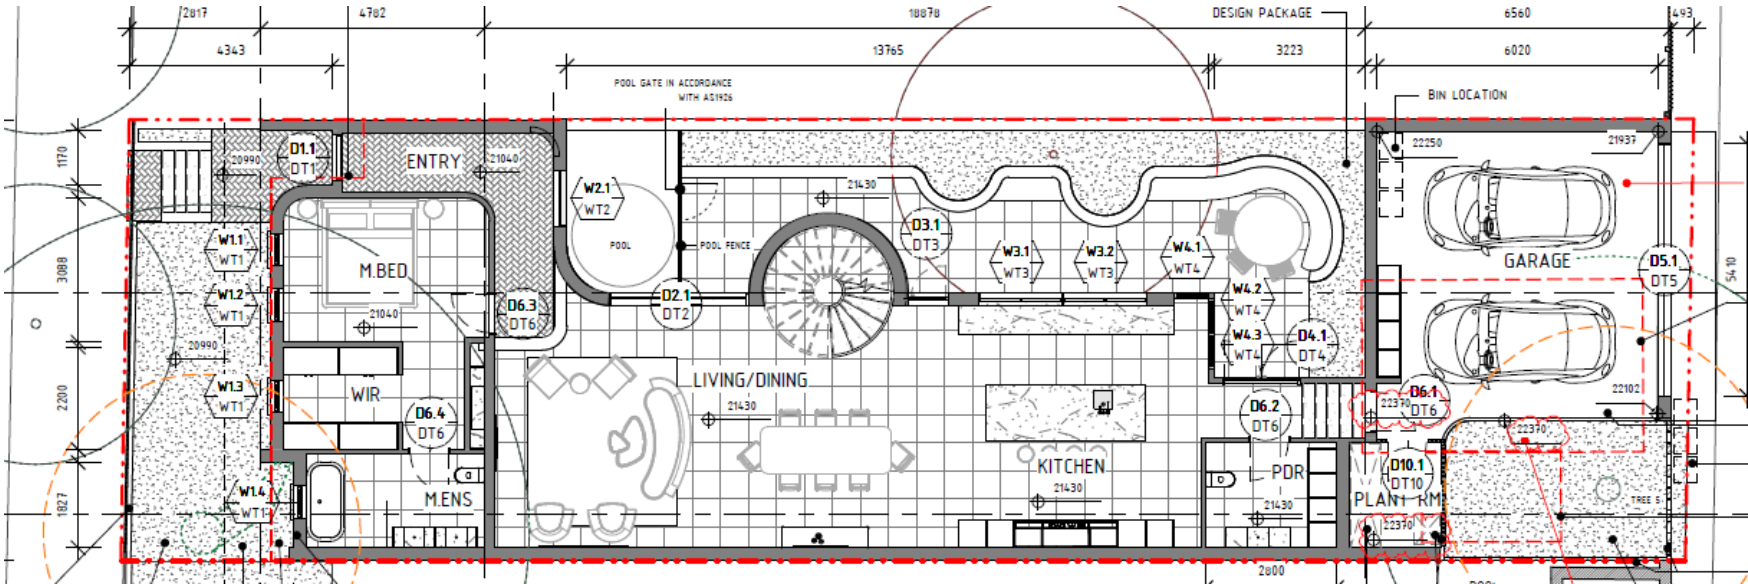 2817
4782
18878
DESIGN PACKAGE
6560
493
4343
13765
3223
6020
POOL GATE IN ACCORDANCE
WITH AS1926
BIN LOCATION
1170
20990
D1.1
DT1
ENTRY
21040
W2.1
WT2
21430
22250
21937
W1.1
WT1
M.BED
POOL
POOL FENCE
D3.1
DT3
W3.1
WT3
W3.2
WT3
W4.1
WT4
GARAGE
D5.1
DT5
5410
3088
W1.2
WT1
D6.3
DT6
D2.1
DT2
W4.2
WT4
21040
20990
W4.3
WT4
D4.1
DT4
2200
W1.3
WT1
WIR
D6.4
DT6
LIVING/DINING
21430
D6.2
DT6
22370
D6.1
DT6
22102
22370
1827
W1.4
WT1
M.ENS
KITCHEN
21430
PDR
21430
D10.1
DT10
PLANT RM
22370
TREE 5
2800